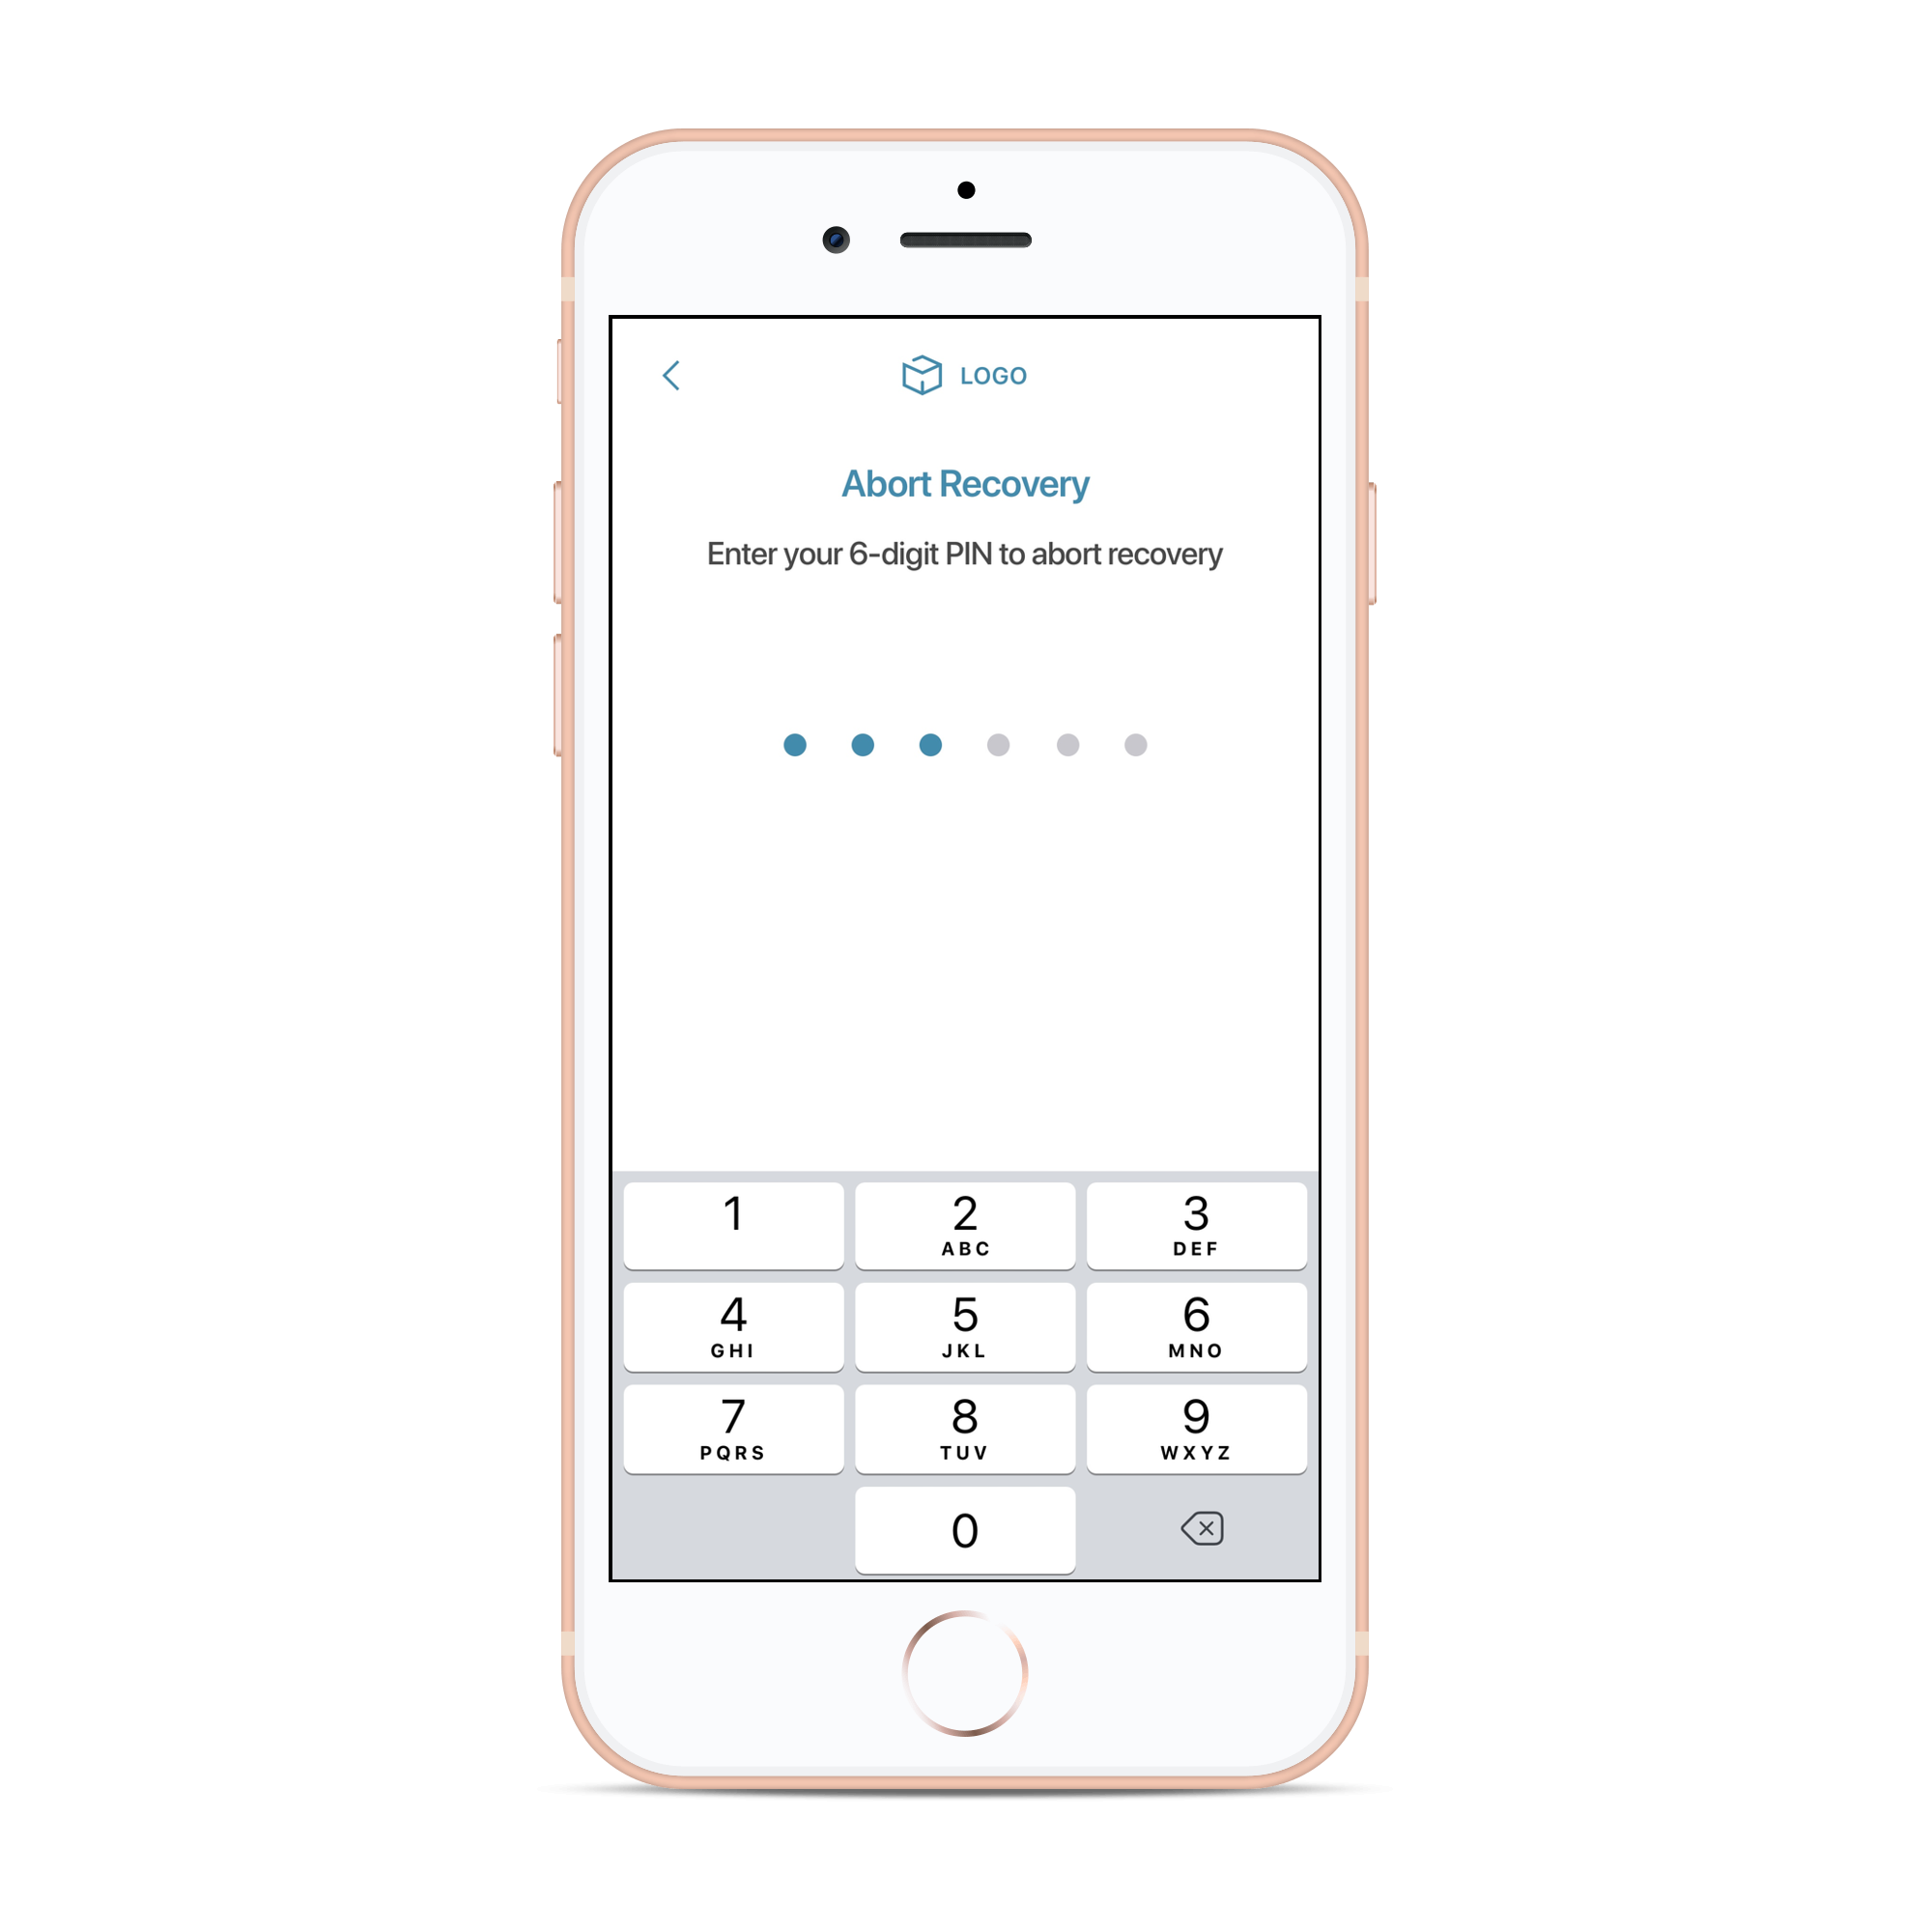 LOGO
Abort Recovery
Enter your 6-digit PIN to abort recovery
1 2 3
ABC DEF
4 5 6
GHI JKL MNO
7 8 9
PQRS TUV WXYZ
0